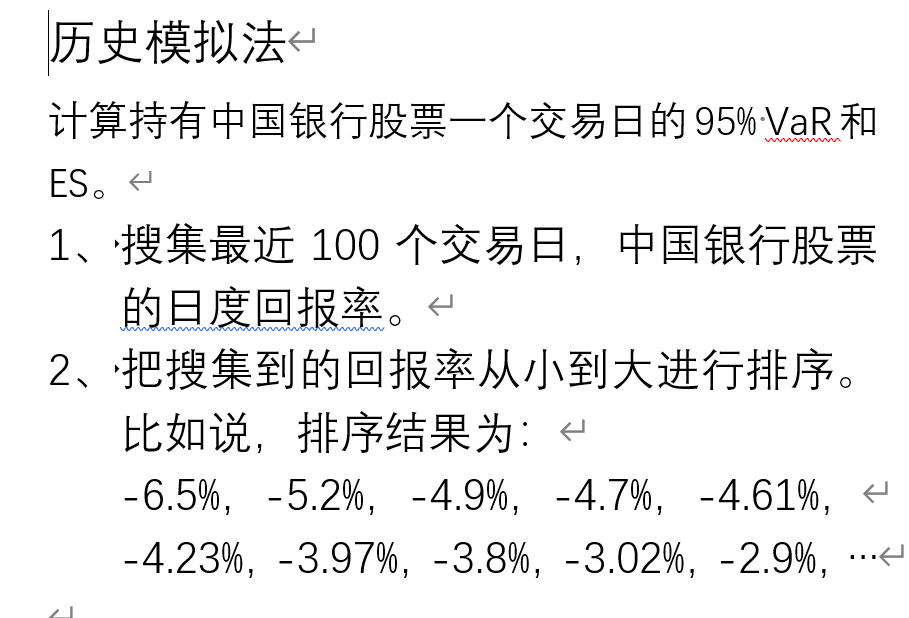 历史模拟法
计算持有中国银行股票一个交易日的 95% VaR 和
ES。
1、搜集最近 100 个交易日，中国银行股票
的日度回报率。
2、把搜集到的回报率从小到大进行排序。
比如说，排序结果为：
-6.5%, -5.2%, -4.9%, -4.7%, -4.61%,
-4.23%, -3.97%, -3.8%, -3.02%, -2.9%, …